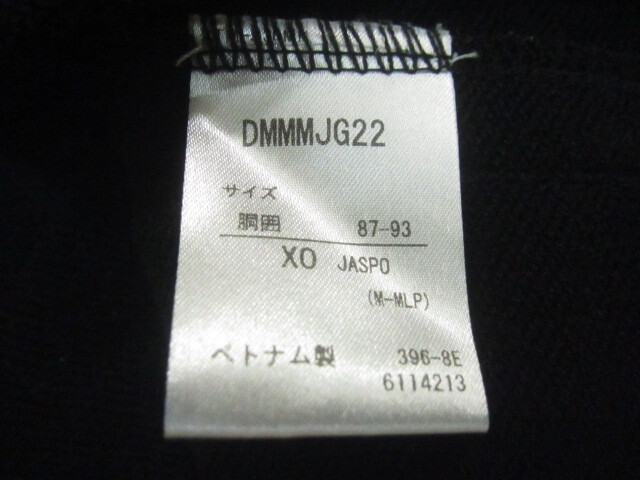 DMMMJG22
サイズ
胴囲 87-93
XO JASPO
(M-MLP)
ベトナム製 396-8E
6114213